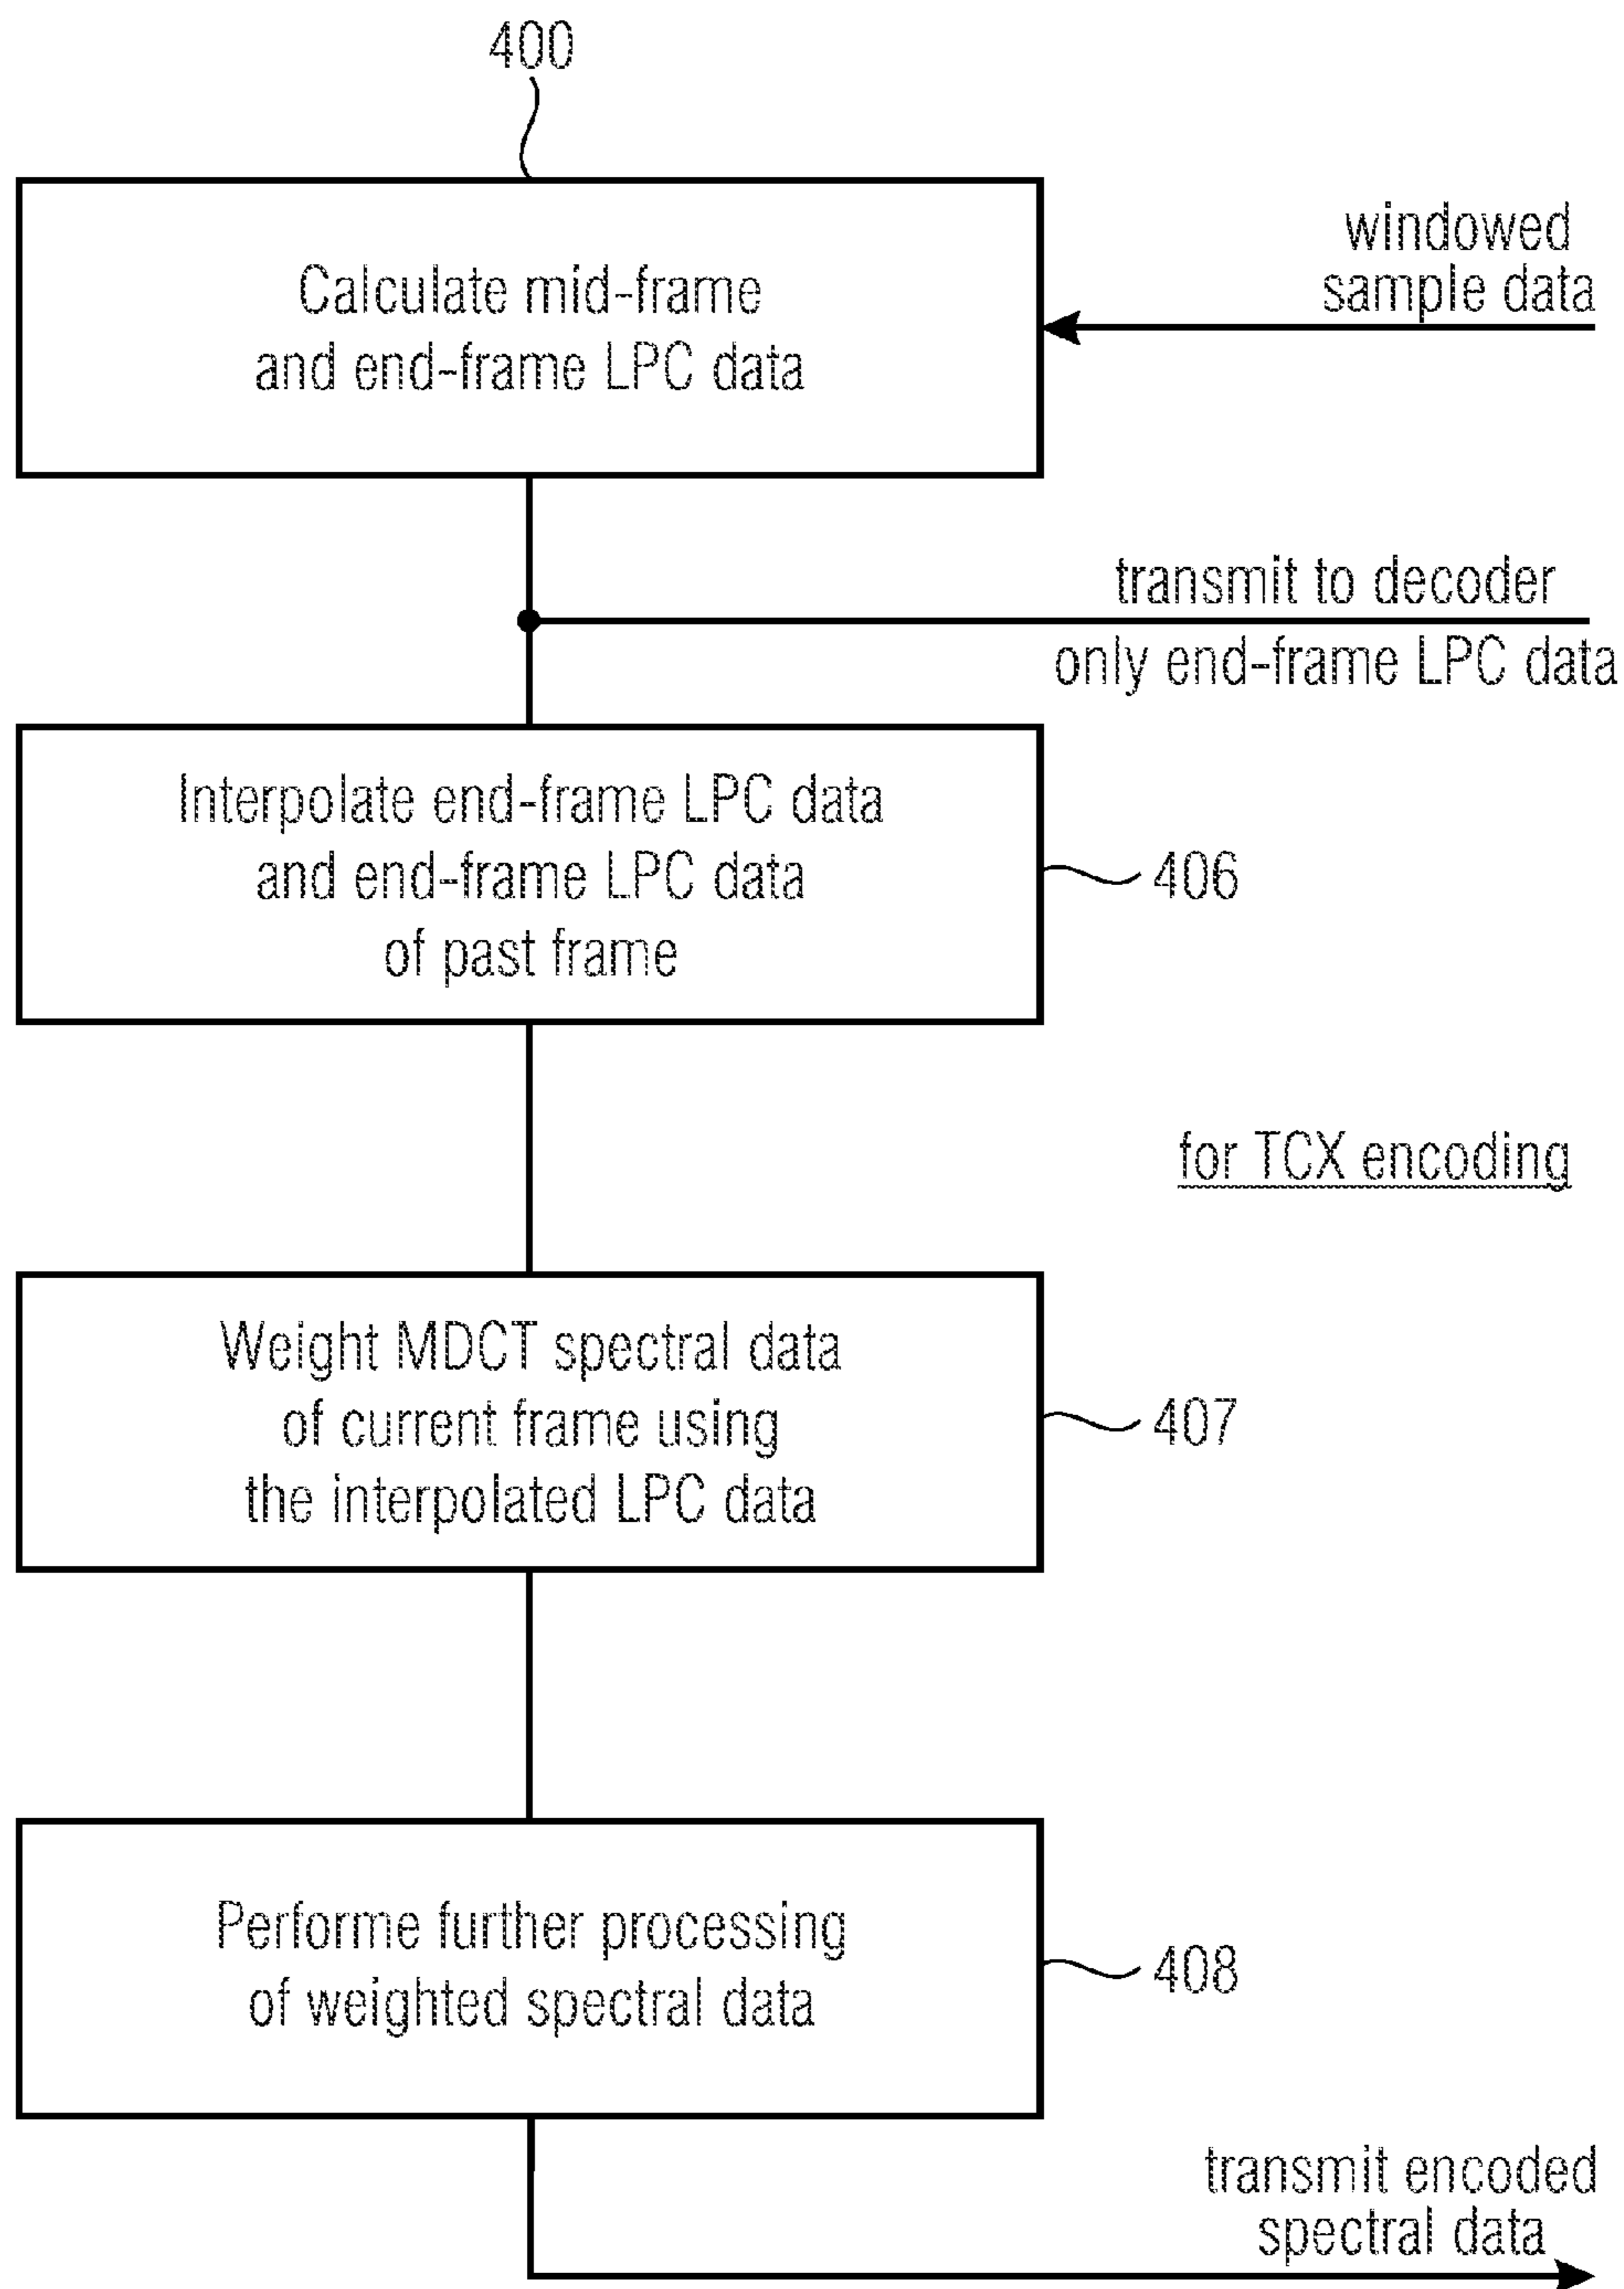 400
windowed
sample data
Calculate mid-frame
and end-frame LPC data
transmit to decoder
only end-frame LPC data
Interpolate end-frame LPC data
and end-frame LPC data
of past frame
406
for TCX encoding
Weight MDCT spectral data
of current frame using
the interpolated LPC data
407
Performe further processing
of weighted spectral data
408
transmit encoded
spectral data